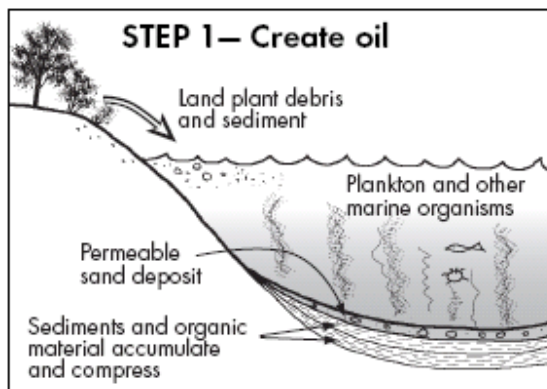 STEP 1— Create oil
Land plant debris
and sediment
Plankton and other
marine organisms
Permeable
sand deposit
Sediments and organic
material accumulate
and compress